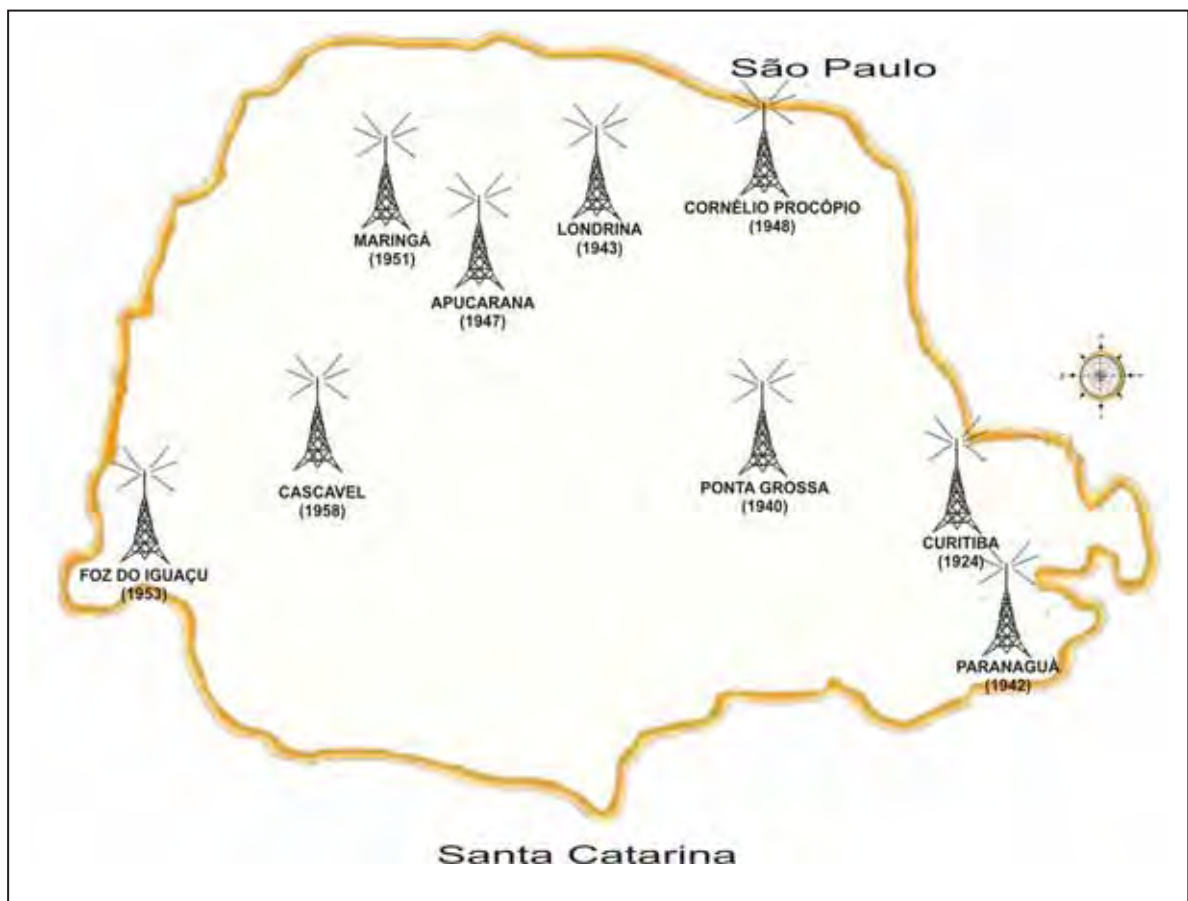 São Paulo
CORNÉLIO PROCÓPIO
(1948)
LONDRINA
(1943)
MARINGÁ
(1951)
APUCARANA
(1947)
CASCAVEL
(1958)
PONTA GROSSA
(1940)
FOZ DO IGUAÇU
(1953)
CURITIBA
(1924)
PARANAGUÁ
(1942)
Santa Catarina